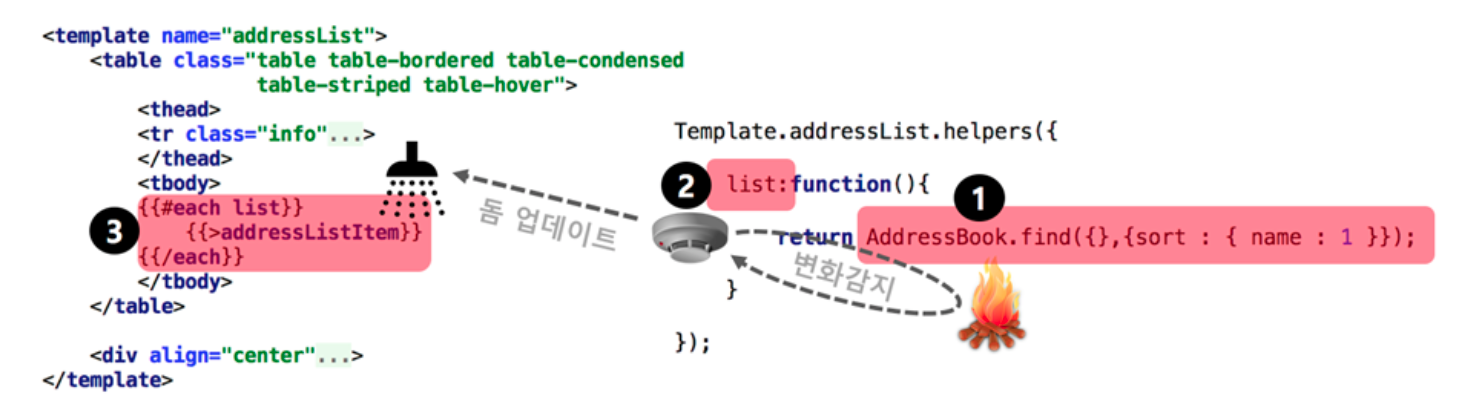 <template name="addressList">
<table class="table table-bordered table-condensed
table-striped table-hover">
<thead>
<tr class="info"...>
</thead>
<tbody>
{{#each list}}
{{>addressListItem}}
{{/each}}
</tbody>
</table>
<div align="center"...>
</template>
3
돔 업데이트
Template.addressList.helpers({
2 list:function(){
1
return AddressBook.find({},{sort : { name : 1 }});
변화감지
}
});